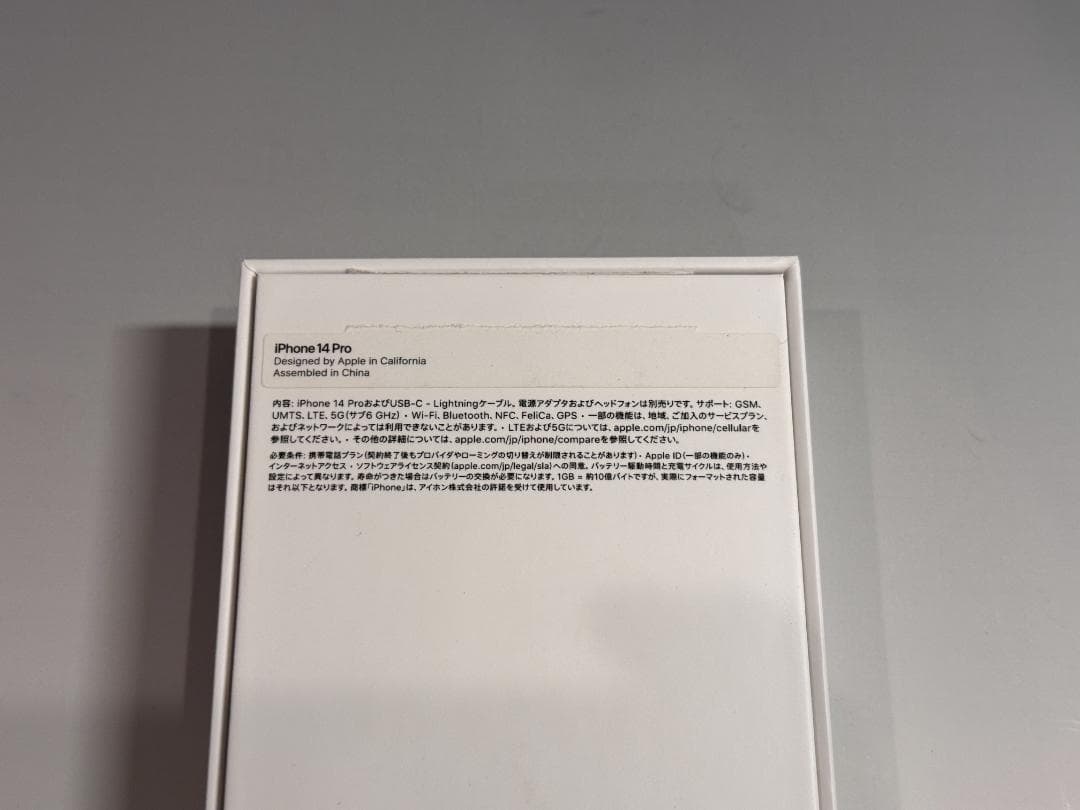 iPhone 14 Pro
Designed by Apple in California
Assembled in China
内容: iPhone 14 ProおよびUSB-C - Lightningケーブル。電源アダプタおよびヘッドフォンは別売りです。サポート: GSM、
UMTS、LTE、5G(サブ6 GHz)・Wi-Fi、Bluetooth、NFC、FeliCa、GPS・一部の機能は、地域、ご加入のサービスプラン、
およびネットワークによっては利用できないことがあります。・LTEおよび5Gについては、apple.com/jp/iphone/cellularを
参照してください。・その他の詳細については、apple.com/jp/iphone/compareを参照してください。
必要条件: 携帯電話プラン(契約終了後もプロバイダやローミングの切り替えが制限されることがあります)・Apple ID(一部の機能のみ)・
インターネットアクセス・ソフトウェアライセンス契約(apple.com/jp/legal/sla)への同意。バッテリー駆動時間と充電サイクルは、使用方法や
設定によって異なります。寿命がつきた場合はバッテリーの交換が必要になります。1GB = 約10億バイトですが、実際にフォーマットされた容量
はそれ以下となります。商標「iPhone」は、アイホン株式会社の許諾を受けて使用しています。